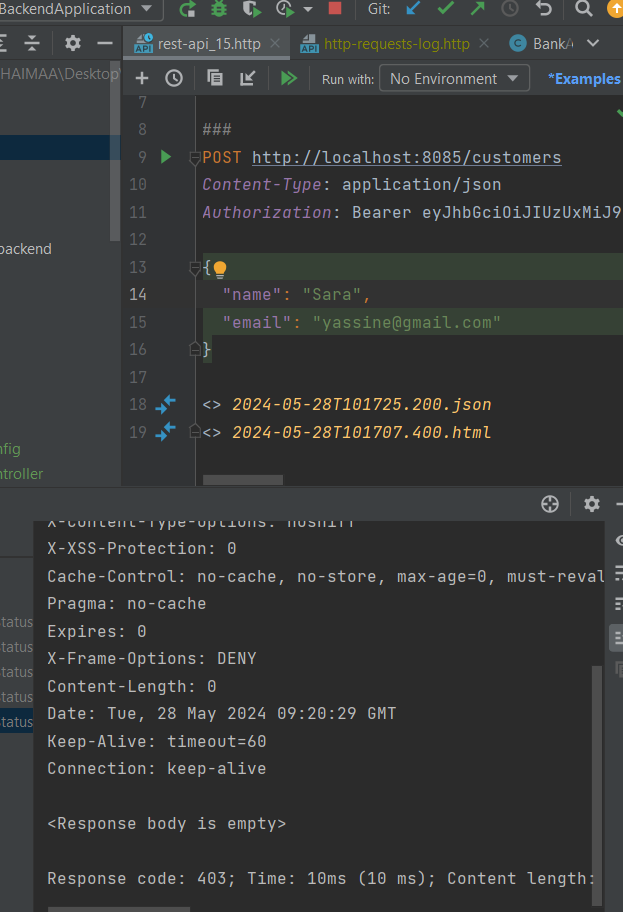 BackendApplication
Git:
HAIMAA\Desktop\
rest-api_15.http
http-requests-log.http
BankA
Run with:
No Environment
*Examples
7
8 ###
9 POST http://localhost:8085/customers
10 Content-Type: application/json
11 Authorization: Bearer eyJhbGciOiJIUzUxMiJ9
12
13 {
14 "name": "Sara",
15 "email": "yassine@gmail.com"
16 }
17
18 <> 2024-05-28T101725.200.json
19 <> 2024-05-28T101707.400.html
backend
nfig
ntroller
X-Content-Type-Options: nosniff
X-XSS-Protection: 0
Cache-Control: no-cache, no-store, max-age=0, must-reval
Pragma: no-cache
Expires: 0
X-Frame-Options: DENY
Content-Length: 0
Date: Tue, 28 May 2024 09:20:29 GMT
Keep-Alive: timeout=60
Connection: keep-alive
<Response body is empty>
Response code: 403; Time: 10ms (10 ms); Content length:
status
status
status
status
status